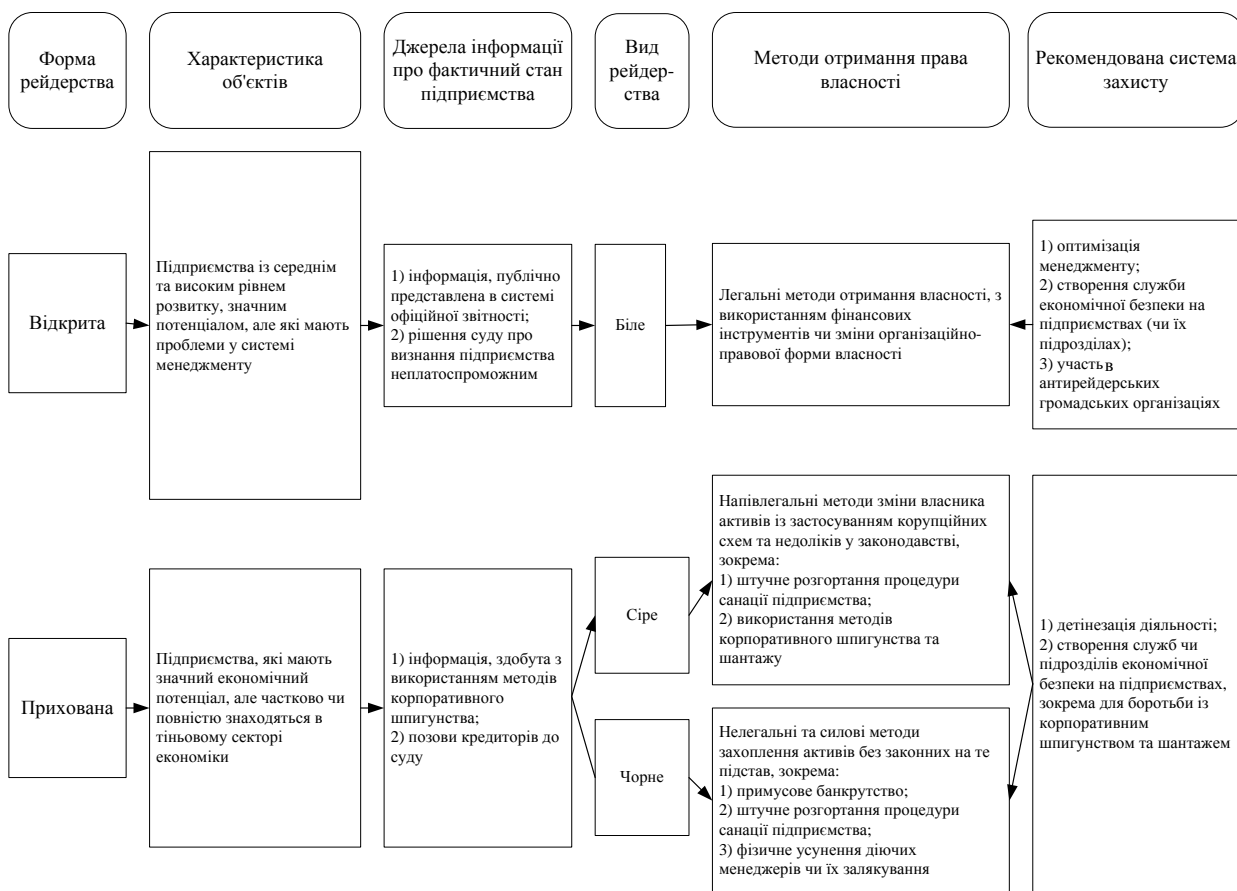 Форма
рейдерства
Характеристика
об'єктів
Джерела інформації
про фактичний стан
підприємства
Вид
рейдер-
ства
Методи отримання права
власності
Рекомендована система
захисту
Відкрита
Підприємства із середнім
та високим рівнем
розвитку, значним
потенціалом, але які мають
проблеми у системі
менеджменту
1) інформація, публічно
представлена в системі
офіційної звітності;
2) рішення суду про
визнання підприємства
неплатоспроможним
Біле
Легальні методи отримання власності, з
використанням фінансових
інструментів чи зміни організаційно-
правової форми власності
1) оптимізація
менеджменту;
2) створення служби
економічної безпеки на
підприємствах (чи їх
підрозділах);
3) участь в
антирейдерських
громадських організаціях
Прихована
Підприємства, які мають
значний економічний
потенціал, але частково чи
повністю знаходяться в
тіньовому секторі
економіки
1) інформація, здобута з
використанням методів
корпоративного
шпигунства;
2) позови кредиторів до
суду
Сіре
Напівлегальні методи зміни власника
активів із застосуванням корупційних
схем та недоліків у законодавстві,
зокрема:
1) штучне розгортання процедури
санації підприємства;
2) використання методів
корпоративного шпигунства та
шантажу
Чорне
Нелегальні та силові методи
захоплення активів без законних на те
підстав, зокрема:
1) примусове банкрутство;
2) штучне розгортання процедури
санації підприємства;
3) фізичне усунення діючих
менеджерів чи їх залякування
1) детінезація діяльності;
2) створення служб чи
підрозділів економічної
безпеки на підприємствах,
зокрема для боротьби із
корпоративним
шпигунством та шантажем